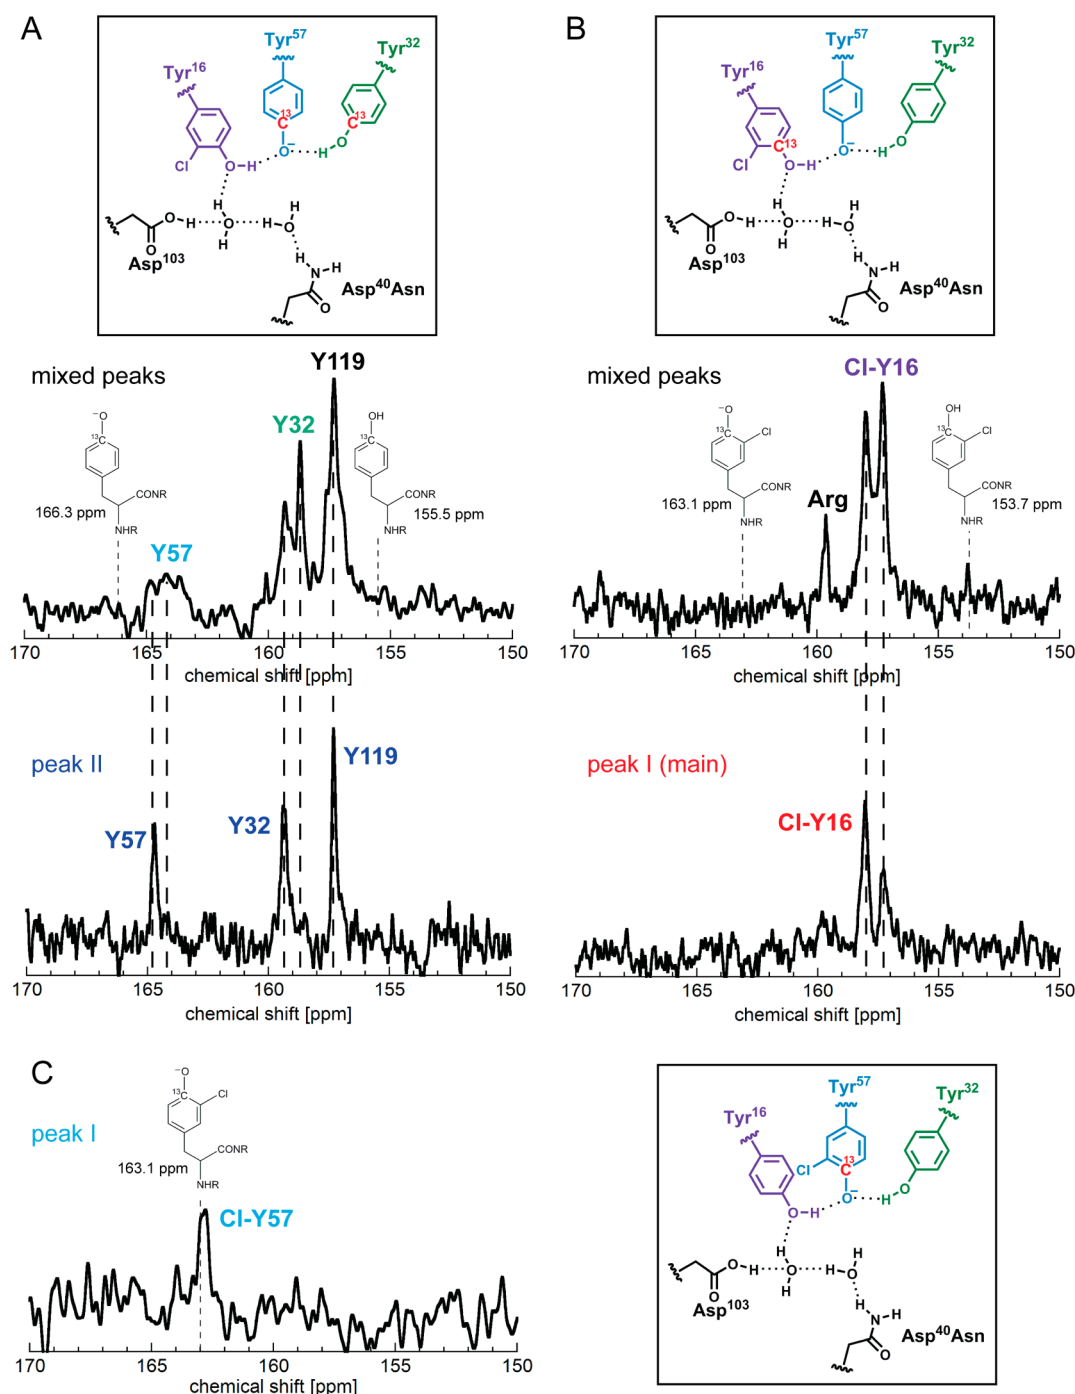 A
Tyr57
Tyr32
Tyr16
13
C
13
C
Cl
O H
O−
H O
H
O
H
O H
O
H
H O
H
Asp103
H
N H
O
Asp40Asn
mixed peaks
Y119
Y32
−O
13
C
CONR
166.3 ppm
NHR
OH
13
C
CONR
155.5 ppm
NHR
Y57
170 165 160 155 150
chemical shift [ppm]
peak II
Y119
Y57
Y32
170 165 160 155 150
chemical shift [ppm]
B
Tyr57
Tyr32
Tyr16
13
C
Cl
O H
O−
H O
H
O
H
O H
O
H
H O
H
Asp103
H
N H
O
Asp40Asn
mixed peaks
Cl-Y16
−O
13
C
Cl
CONR
163.1 ppm
NHR
OH
13
C
Cl
CONR
153.7 ppm
NHR
Arg
170 165 160 155 150
chemical shift [ppm]
peak I (main)
Cl-Y16
170 165 160 155 150
chemical shift [ppm]
C
peak I
−O
13
C
Cl
CONR
163.1 ppm
NHR
Cl-Y57
170 165 160 155 150
chemical shift [ppm]
Tyr57
Tyr32
Tyr16
Cl
13
C
O H
O−
H O
H
O
H
O H
O
H
H O
H
Asp103
H
N H
O
Asp40Asn